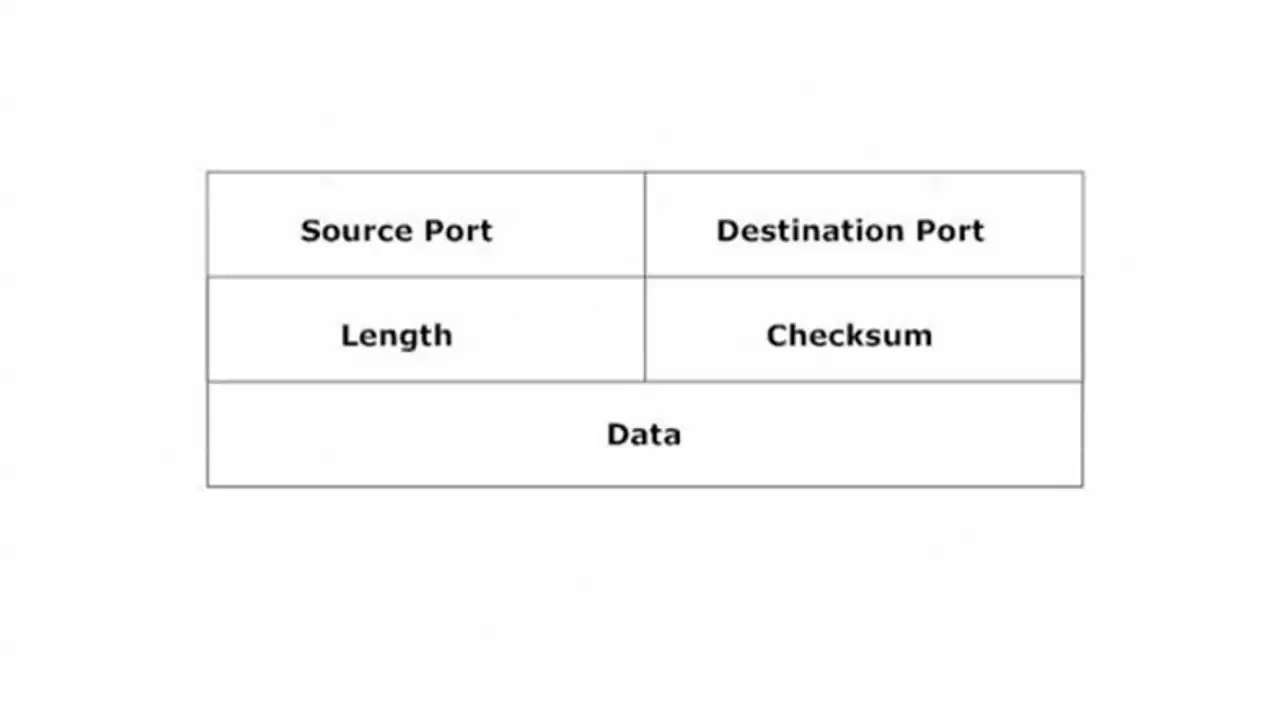 Source Port
Destination Port
Length
Checksum
Data